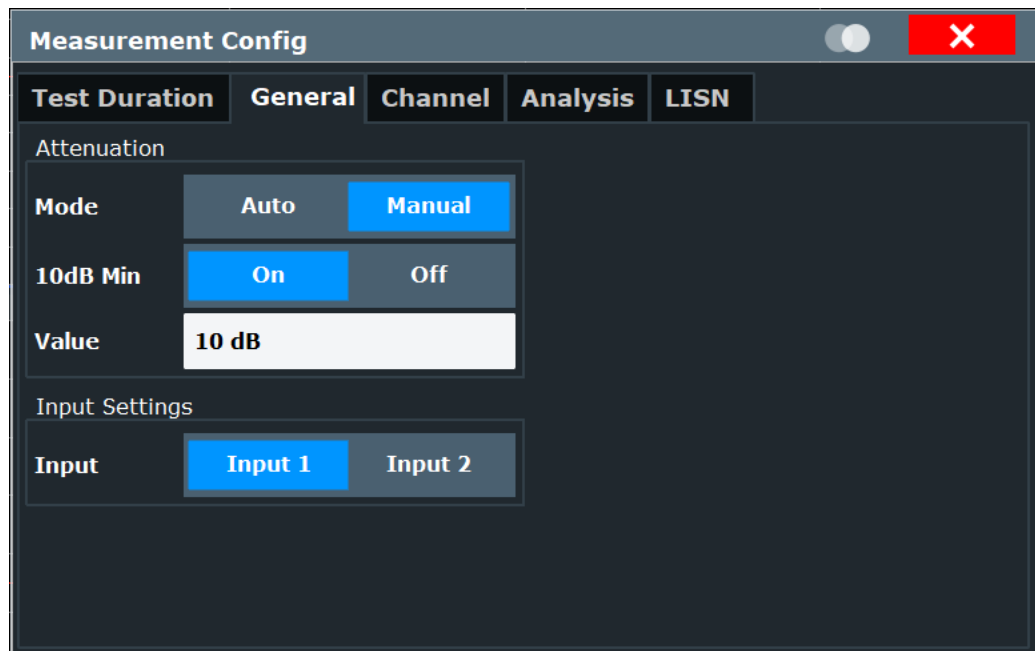 Measurement Config
Test Duration General Channel Analysis LISN
Attenuation
Mode Auto Manual
10dB Min On Off
Value 10 dB
Input Settings
Input Input 1 Input 2